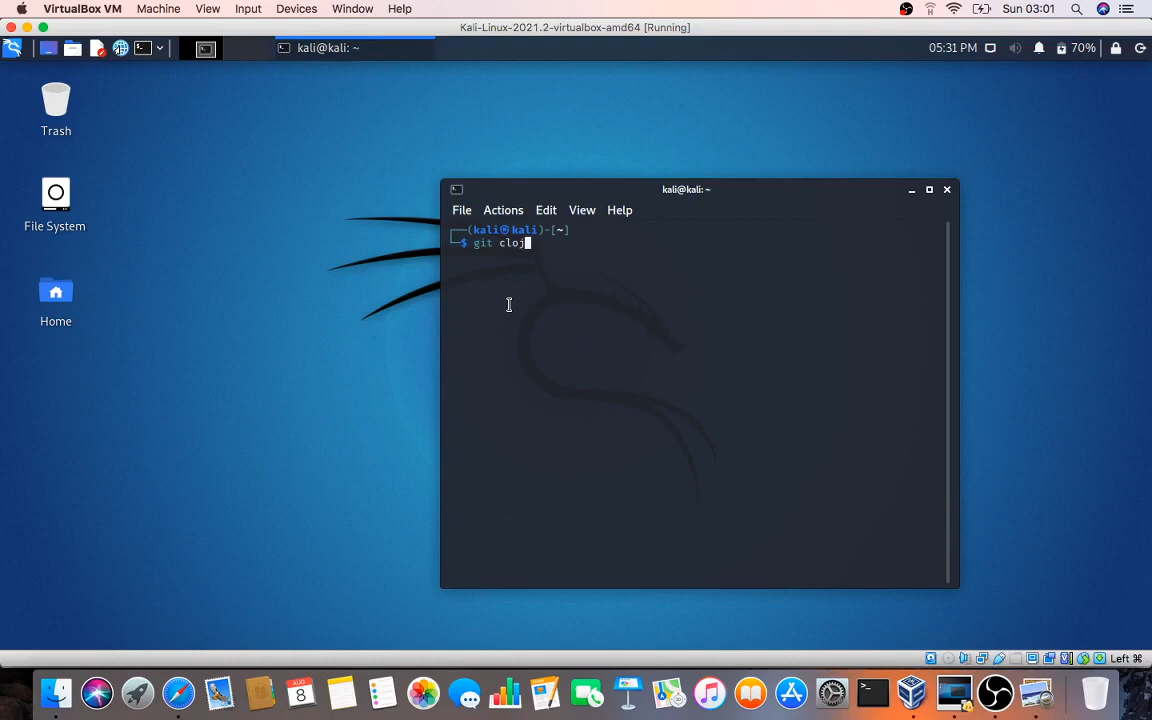 VirtualBox VM Machine View Input Devices Window Help Sun 03:01
Kali-Linux-2021.2-virtualbox-amd64 [Running]
kali@kali: ~ 05:31 PM 70%
Trash
File System
Home
kali@kali: ~
File Actions Edit View Help
(kali㉿kali)-[~]
$ git cloj
Left ⌘
AUG
8